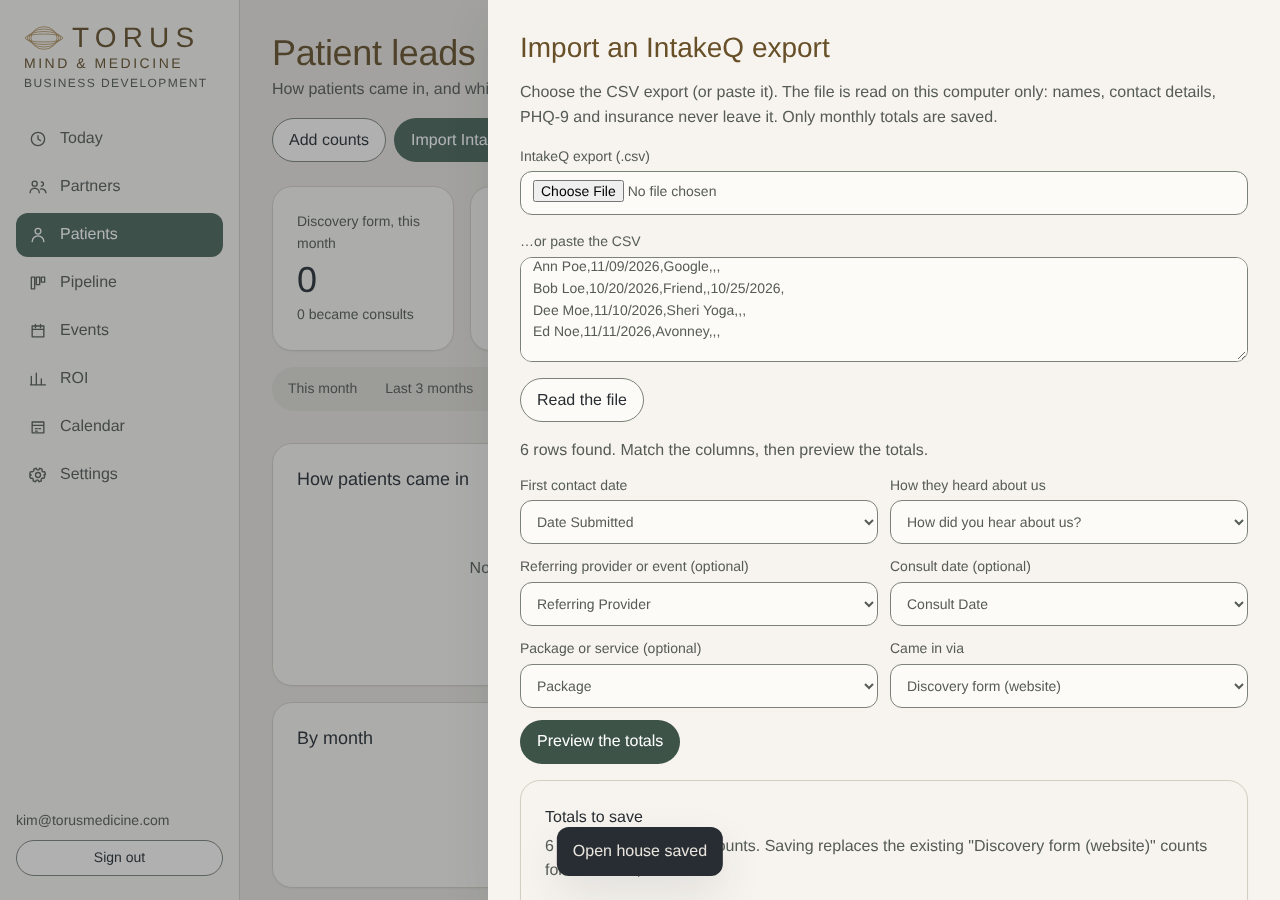 TORUS
MIND & MEDICINE
BUSINESS DEVELOPMENT
Today
Partners
Patients
Pipeline
Events
ROI
Calendar
Settings
kim@torusmedicine.com
Sign out
Patient leads
How patients came in, and
Add counts
Import
Discovery form, this
month
0
0 became consults
This month
Last 3 months
How patients came in
By month
Import an IntakeQ export
Choose the CSV export (or paste it). The file is read on this computer only: names, contact details,
PHQ-9 and insurance never leave it. Only monthly totals are saved.
IntakeQ export (.csv)
Choose File No file chosen
…or paste the CSV
Ann Poe,11/09/2026,Google,,,
Bob Loe,10/20/2026,Friend,,10/25/2026,
Dee Moe,11/10/2026,Sheri Yoga,,,
Ed Noe,11/11/2026,Avonney,,,
Read the file
6 rows found. Match the columns, then preview the totals.
First contact date
How they heard about us
Date Submitted
How did you hear about us?
Referring provider or event (optional)
Consult date (optional)
Referring Provider
Consult Date
Package or service (optional)
Came in via
Package
Discovery form (website)
Preview the totals
Totals to save
6
Saving replaces the existing "Discovery form (website)" counts
Open house saved